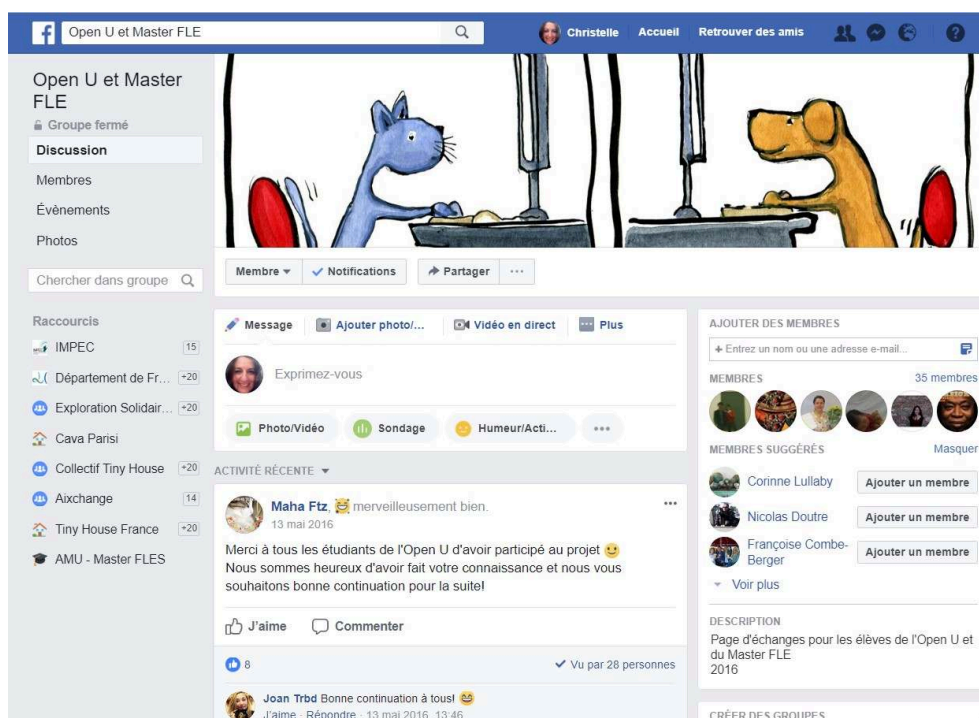 Open U et Master FLE
Christelle Accueil Retrouver des amis
Open U et Master
FLE
Groupe fermé
Discussion
Membres
Évènements
Photos
Chercher dans groupe
Raccourcis
IMPEC 15
Département de Fr... +20
Exploration Solidair... +20
Cava Parisi
Collectif Tiny House +20
Aixchange 14
Tiny House France +20
AMU - Master FLES
Membre Notifications Partager ...
Message Ajouter photo/... Vidéo en direct Plus
Exprimez-vous
Photo/Vidéo Sondage Humeur/Acti...
ACTIVITÉ RÉCENTE
Maha Ftz, merveilleusement bien.
13 mai 2016
Merci à tous les étudiants de l'Open U d'avoir participé au projet
Nous sommes heureux d'avoir fait votre connaissance et nous vous
souhaitons bonne continuation pour la suite!
J'aime Commenter
8 Vu par 28 personnes
Joan Trbd Bonne continuation à tous!
J'aime · Répondre · 13 mai 2016, 13:46
AJOUTER DES MEMBRES
+ Entrez un nom ou une adresse e-mail...
MEMBRES 35 membres
MEMBRES SUGGÉRÉS Masquer
Corinne Lullaby Ajouter un membre
Nicolas Doutre Ajouter un membre
Françoise Combe-
Berger Ajouter un membre
Voir plus
DESCRIPTION
Page d'échanges pour les élèves de l'Open U et
du Master FLE
2016
CRÉER DES GROUPES